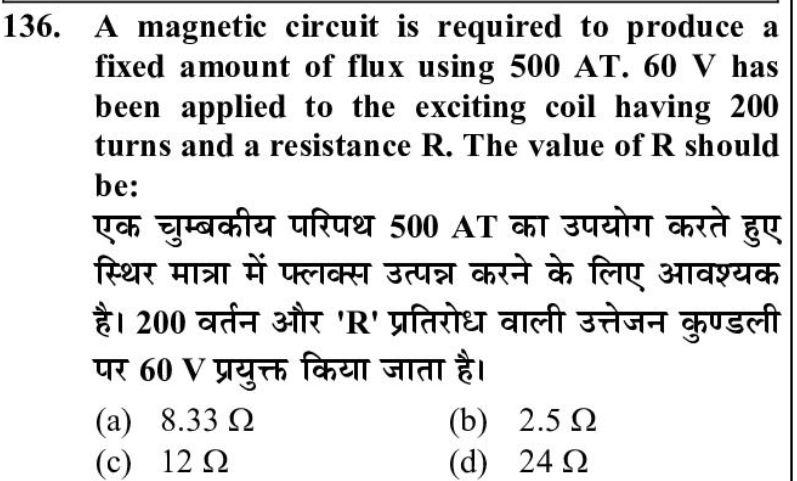 136. A magnetic circuit is required to produce a
fixed amount of flux using 500 AT. 60 V has
been applied to the exciting coil having 200
turns and a resistance R. The value of R should
be:
एक चुम्बकीय परिपथ 500 AT का उपयोग करते हुए
स्थिर मात्रा में फ्लक्स उत्पन्न करने के लिए आवश्यक
है। 200 वर्तन और 'R' प्रतिरोध वाली उत्तेजन कुण्डली
पर 60 V प्रयुक्त किया जाता है।
(a) 8.33 Ω (b) 2.5 Ω
(c) 12 Ω (d) 24 Ω